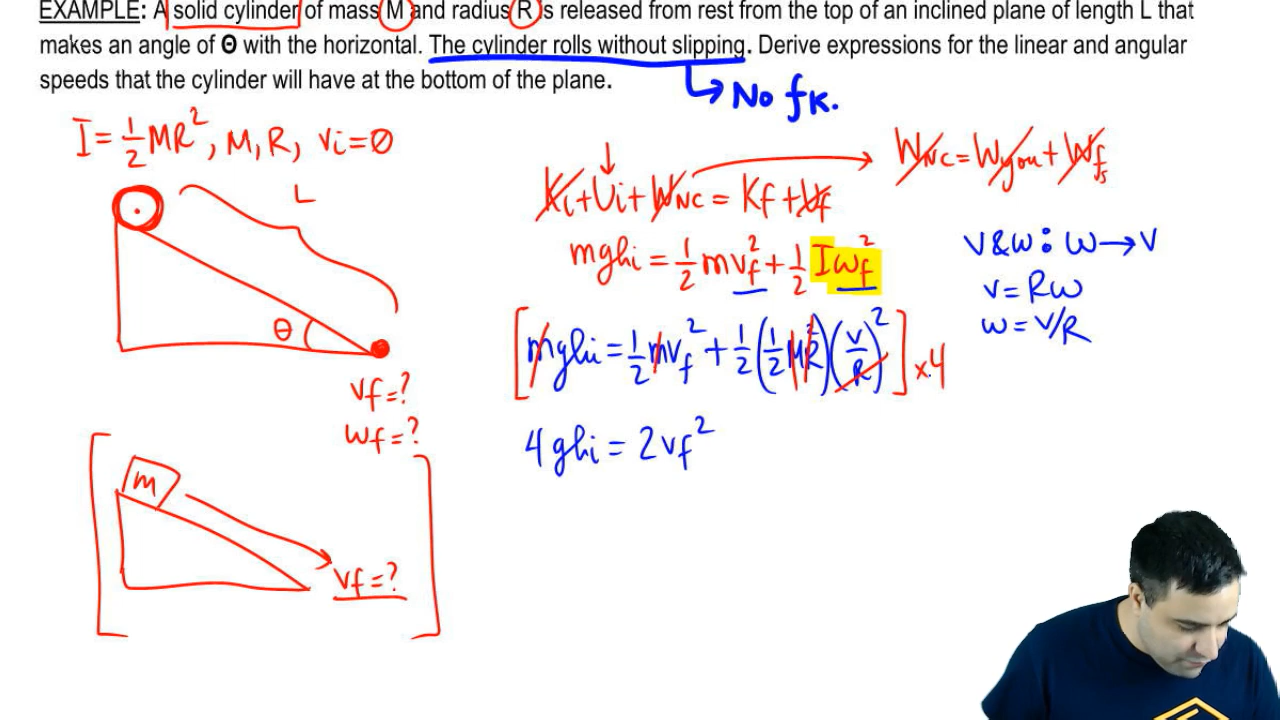 EXAMPLE: A solid cylinder of mass M and radius R is released from rest from the top of an inclined plane of length L that
makes an angle of Θ with the horizontal. The cylinder rolls without slipping. Derive expressions for the linear and angular
speeds that the cylinder will have at the bottom of the plane.
No fK.
I = 1/2 MR², M, R, Vi = 0
L
θ
Vf = ?
Wf = ?
m
Vf = ?
Ki + Ui + WNC = Kf + Uf
WNC = Wyou + Wfs
mghi = 1/2 mvf² + 1/2 Iωf²
V & ω : ω → V
V = Rω
ω = V/R
[mghi = 1/2 mvf² + 1/2 (1/2 MR²)(V/R)²] x4
4ghi = 2vf²